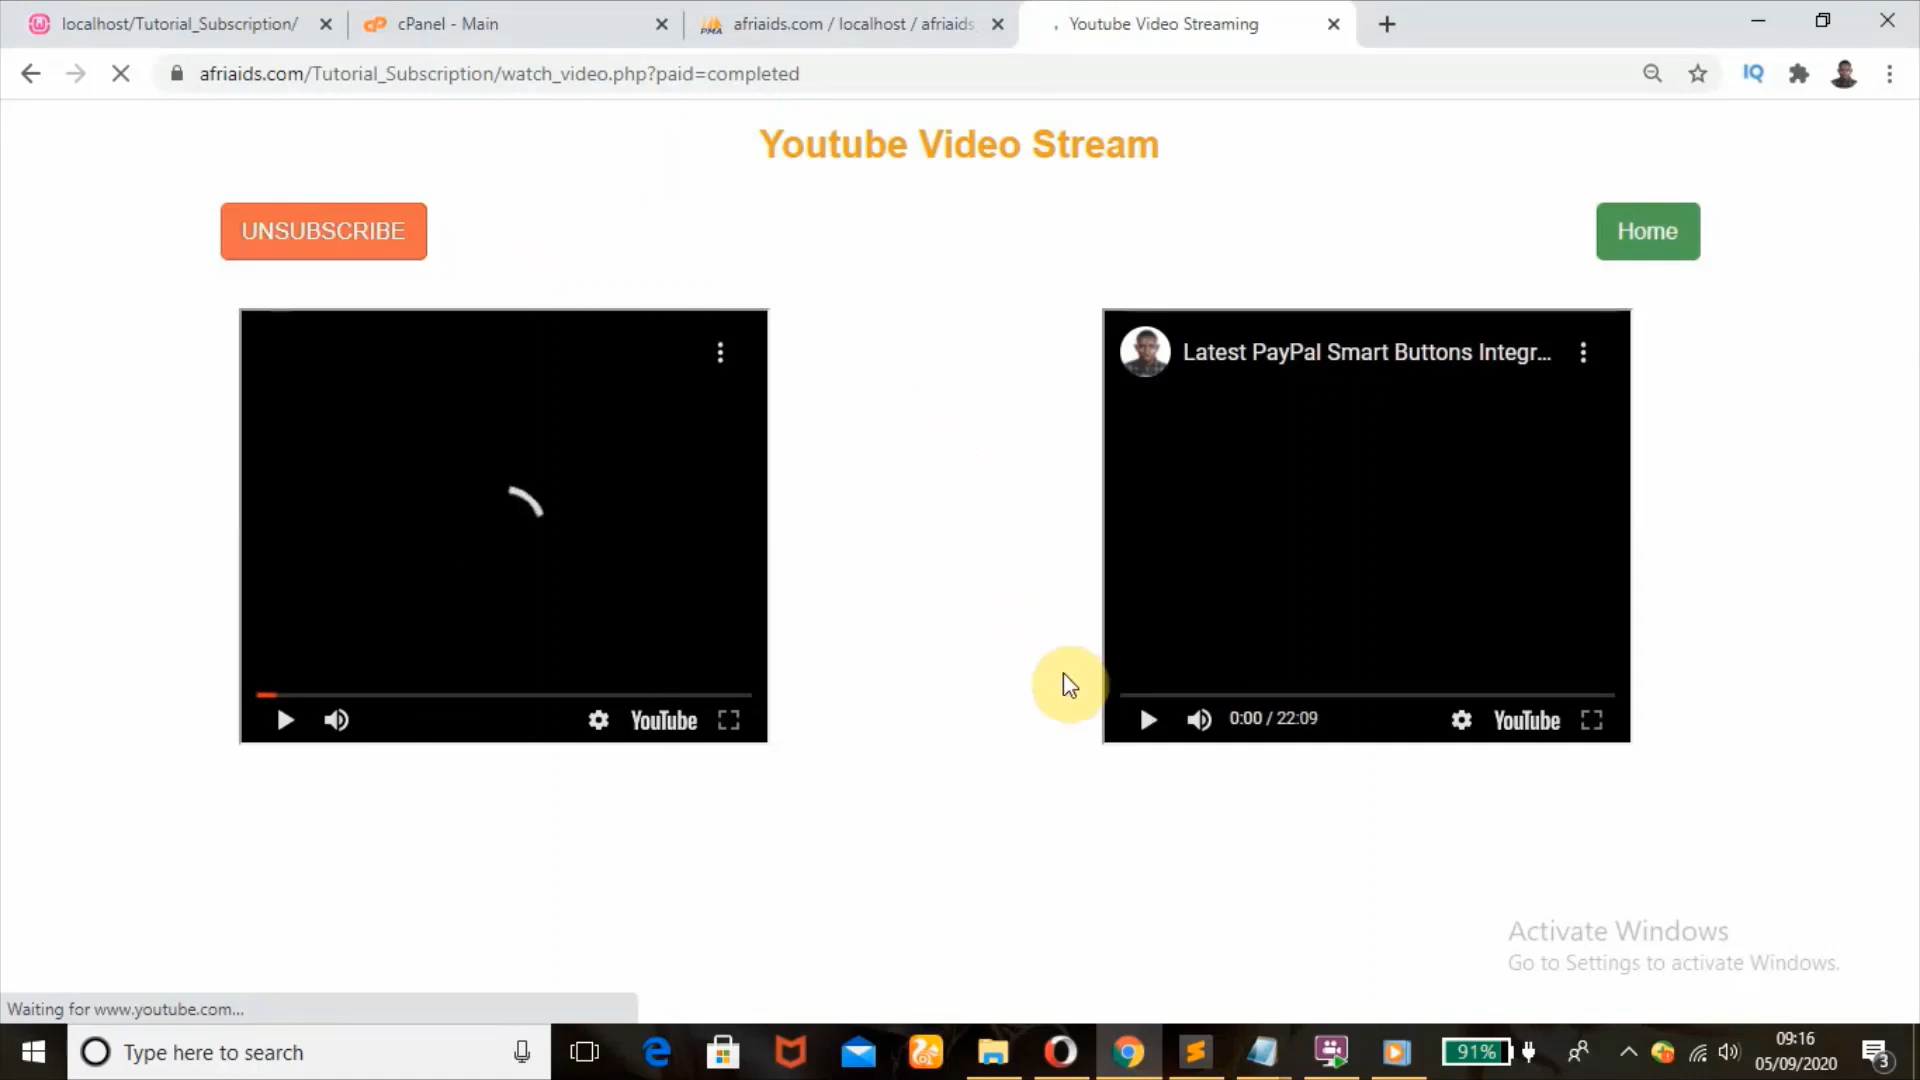 localhost/Tutorial_Subscription/
cPanel - Main
afriaids.com / localhost / afriaids
Youtube Video Streaming
afriaids.com/Tutorial_Subscription/watch_video.php?paid=completed
IQ
Youtube Video Stream
UNSUBSCRIBE
Home
Latest PayPal Smart Buttons Integr...
YouTube
0:00 / 22:09
YouTube
Activate Windows
Go to Settings to activate Windows.
Waiting for www.youtube.com...
Type here to search
91%
09:16
05/09/2020
3